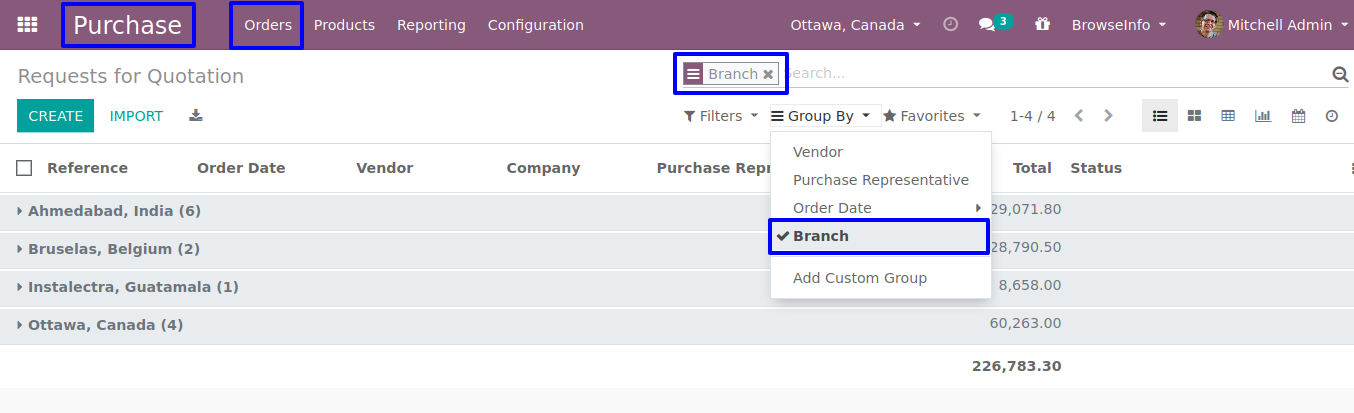 Purchase Orders Products Reporting Configuration Ottawa, Canada 3 BrowseInfo Mitchell Admin
Requests for Quotation Branch Search...
CREATE IMPORT Filters Group By Favorites 1-4 / 4
Reference Order Date Vendor Company Purchase Total Status
Vendor
Purchase Representative
Order Date
Branch
Add Custom Group
Ahmedabad, India (6) 29,071.80
Bruselas, Belgium (2) 28,790.50
Instalectra, Guatamala (1) 8,658.00
Ottawa, Canada (4) 60,263.00
226,783.30